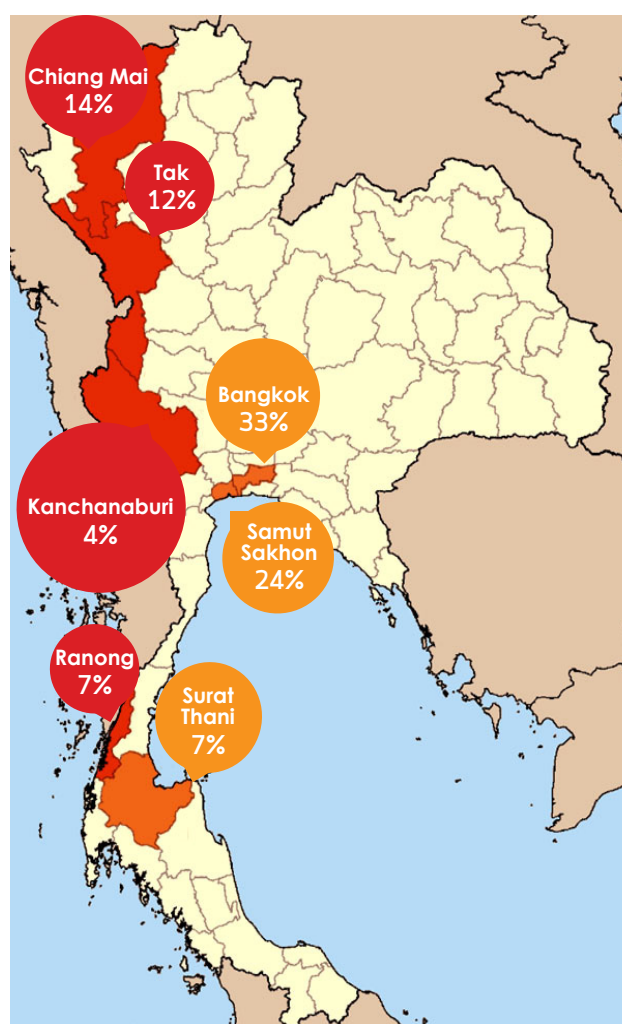 Chiang Mai
14%
Tak
12%
Bangkok
33%
Kanchanaburi
4%
Samut
Sakhon
24%
Ranong
7%
Surat
Thani
7%